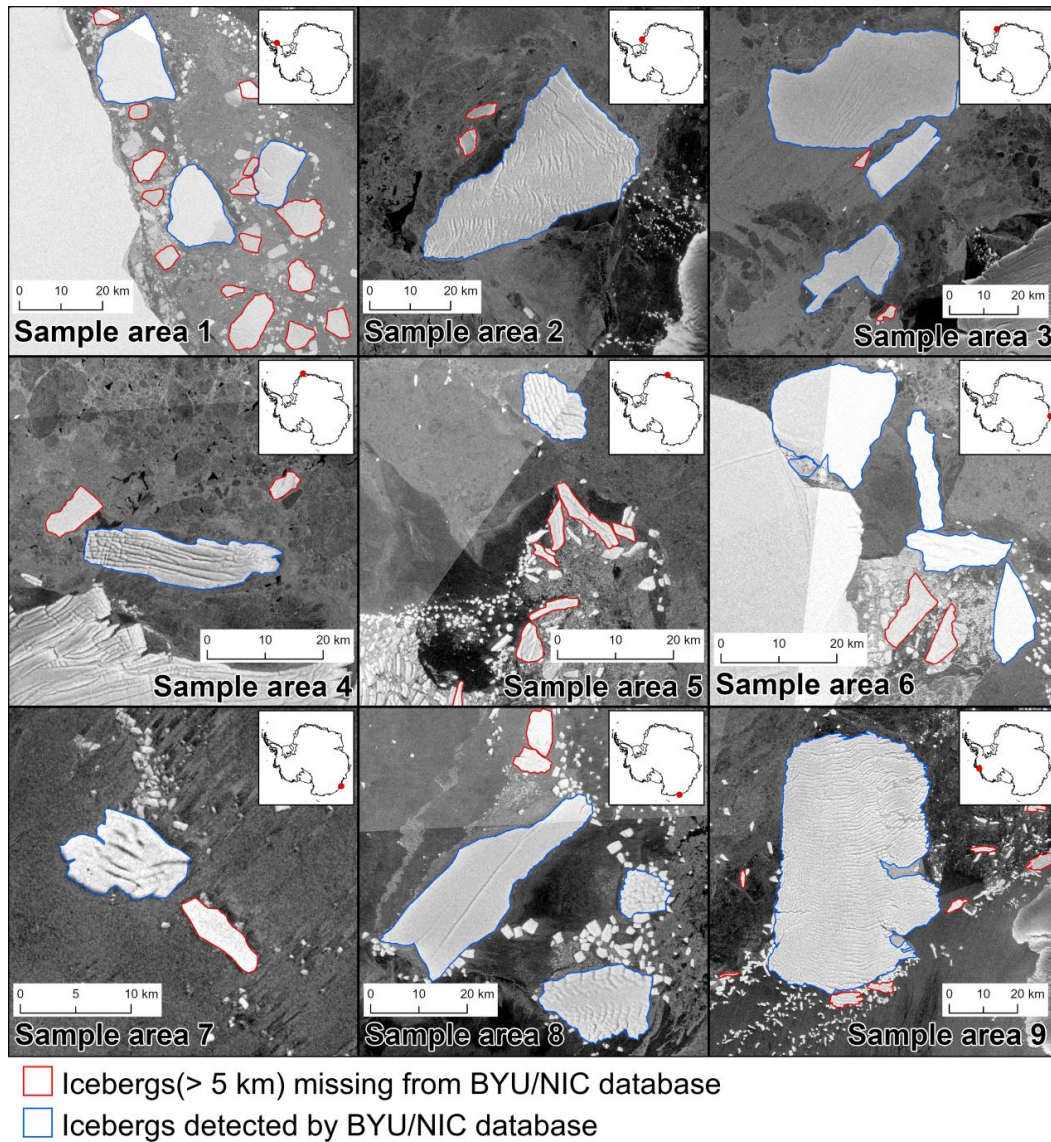 0 10 20 km
Sample area 1
0 10 20 km
Sample area 2
0 10 20 km
Sample area 3
0 10 20 km
Sample area 4
0 10 20 km
Sample area 5
0 10 20 km
Sample area 6
0 5 10 km
Sample area 7
0 10 20 km
Sample area 8
0 10 20 km
Sample area 9
Icebergs(> 5 km) missing from BYU/NIC database
Icebergs detected by BYU/NIC database